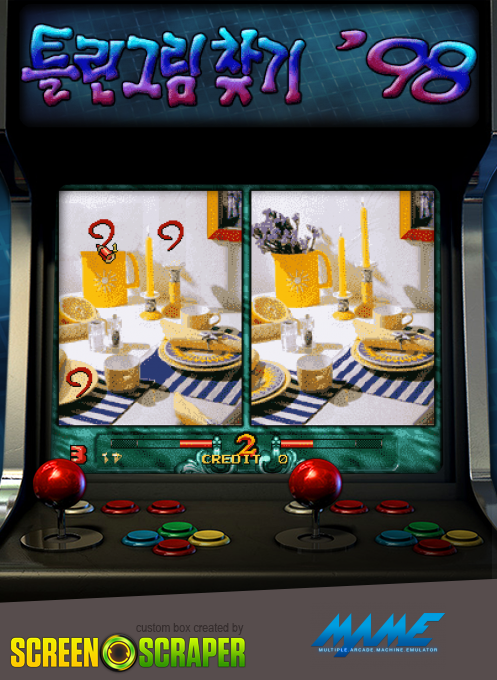 틀린그림찾기 '98
3
2
CREDIT 0
custom box created by
SCREEN SCRAPER
MAME
MULTIPLE ARCADE MACHINE EMULATOR